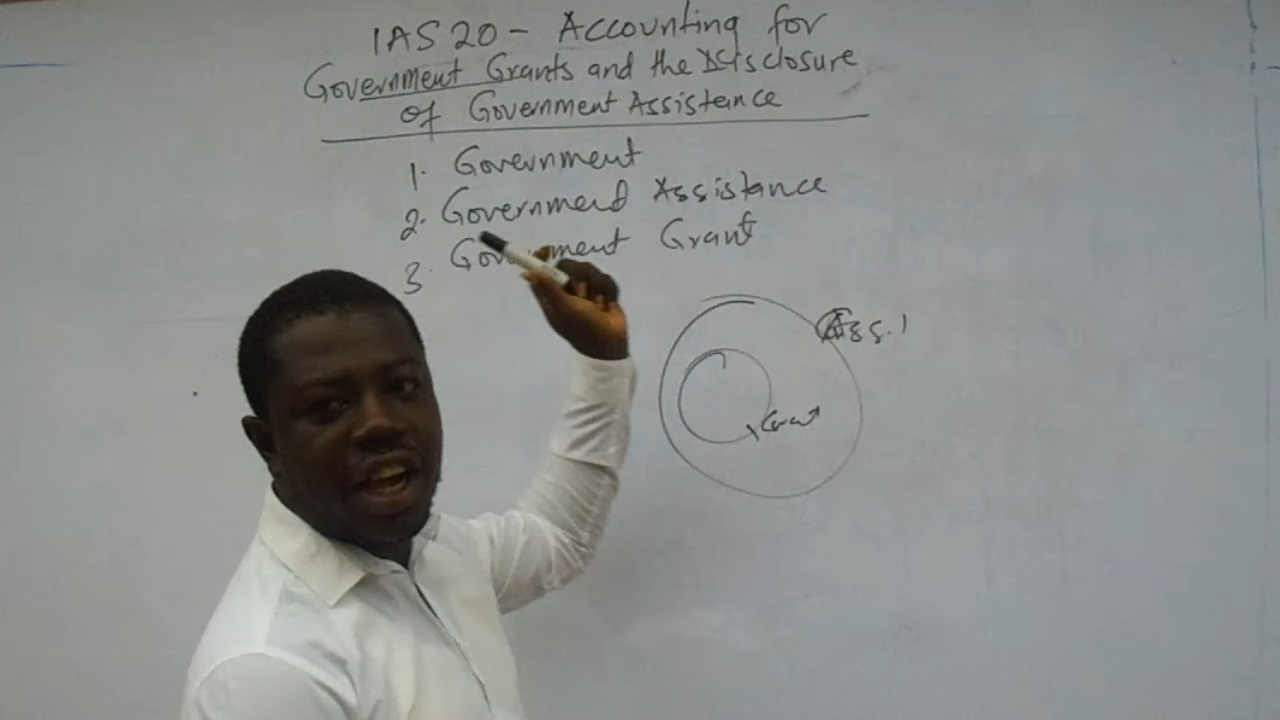 IAS 20 - Accounting for
Government Grants and the Disclosure
of Government Assistance
1. Government
2. Government Assistance
3. Government Grant
Ass.
Grant